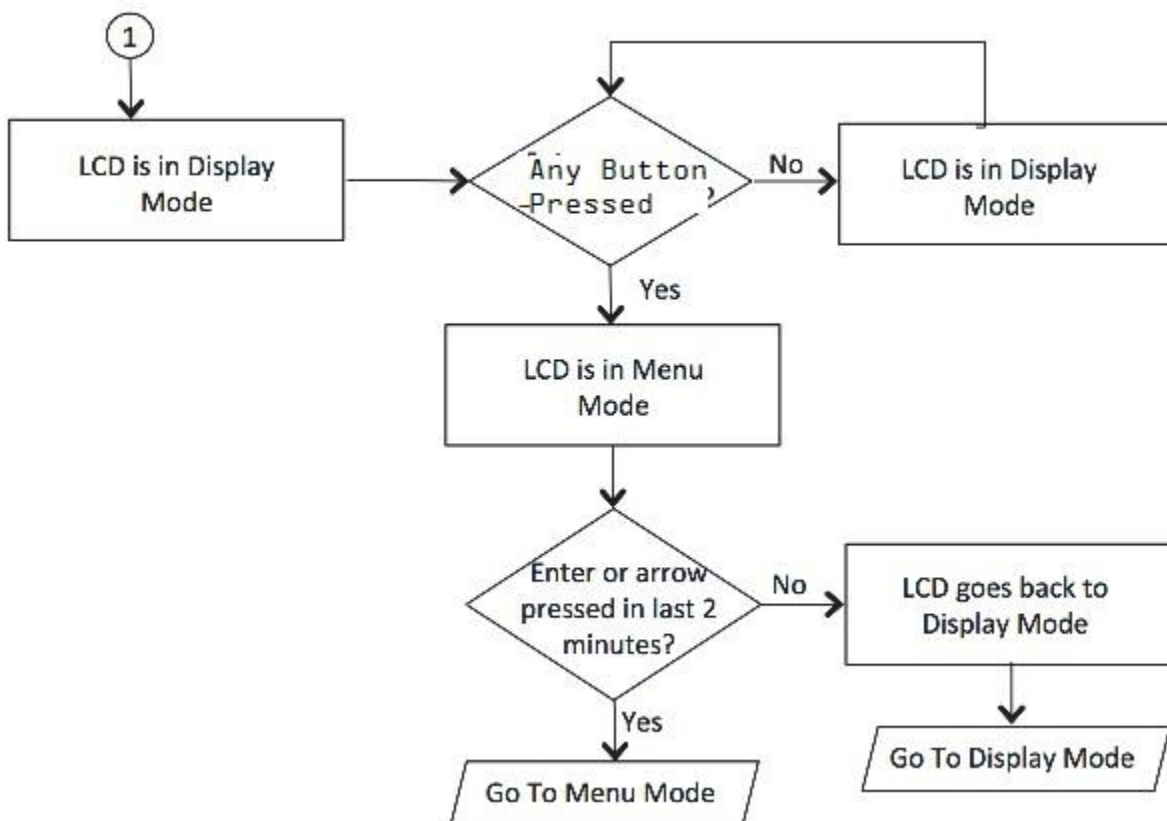 1
LCD is in Display
Mode
Any Button
Pressed ?
No
LCD is in Display
Mode
Yes
LCD is in Menu
Mode
Enter or arrow
pressed in last 2
minutes?
No
LCD goes back to
Display Mode
Yes
Go To Display Mode
Go To Menu Mode